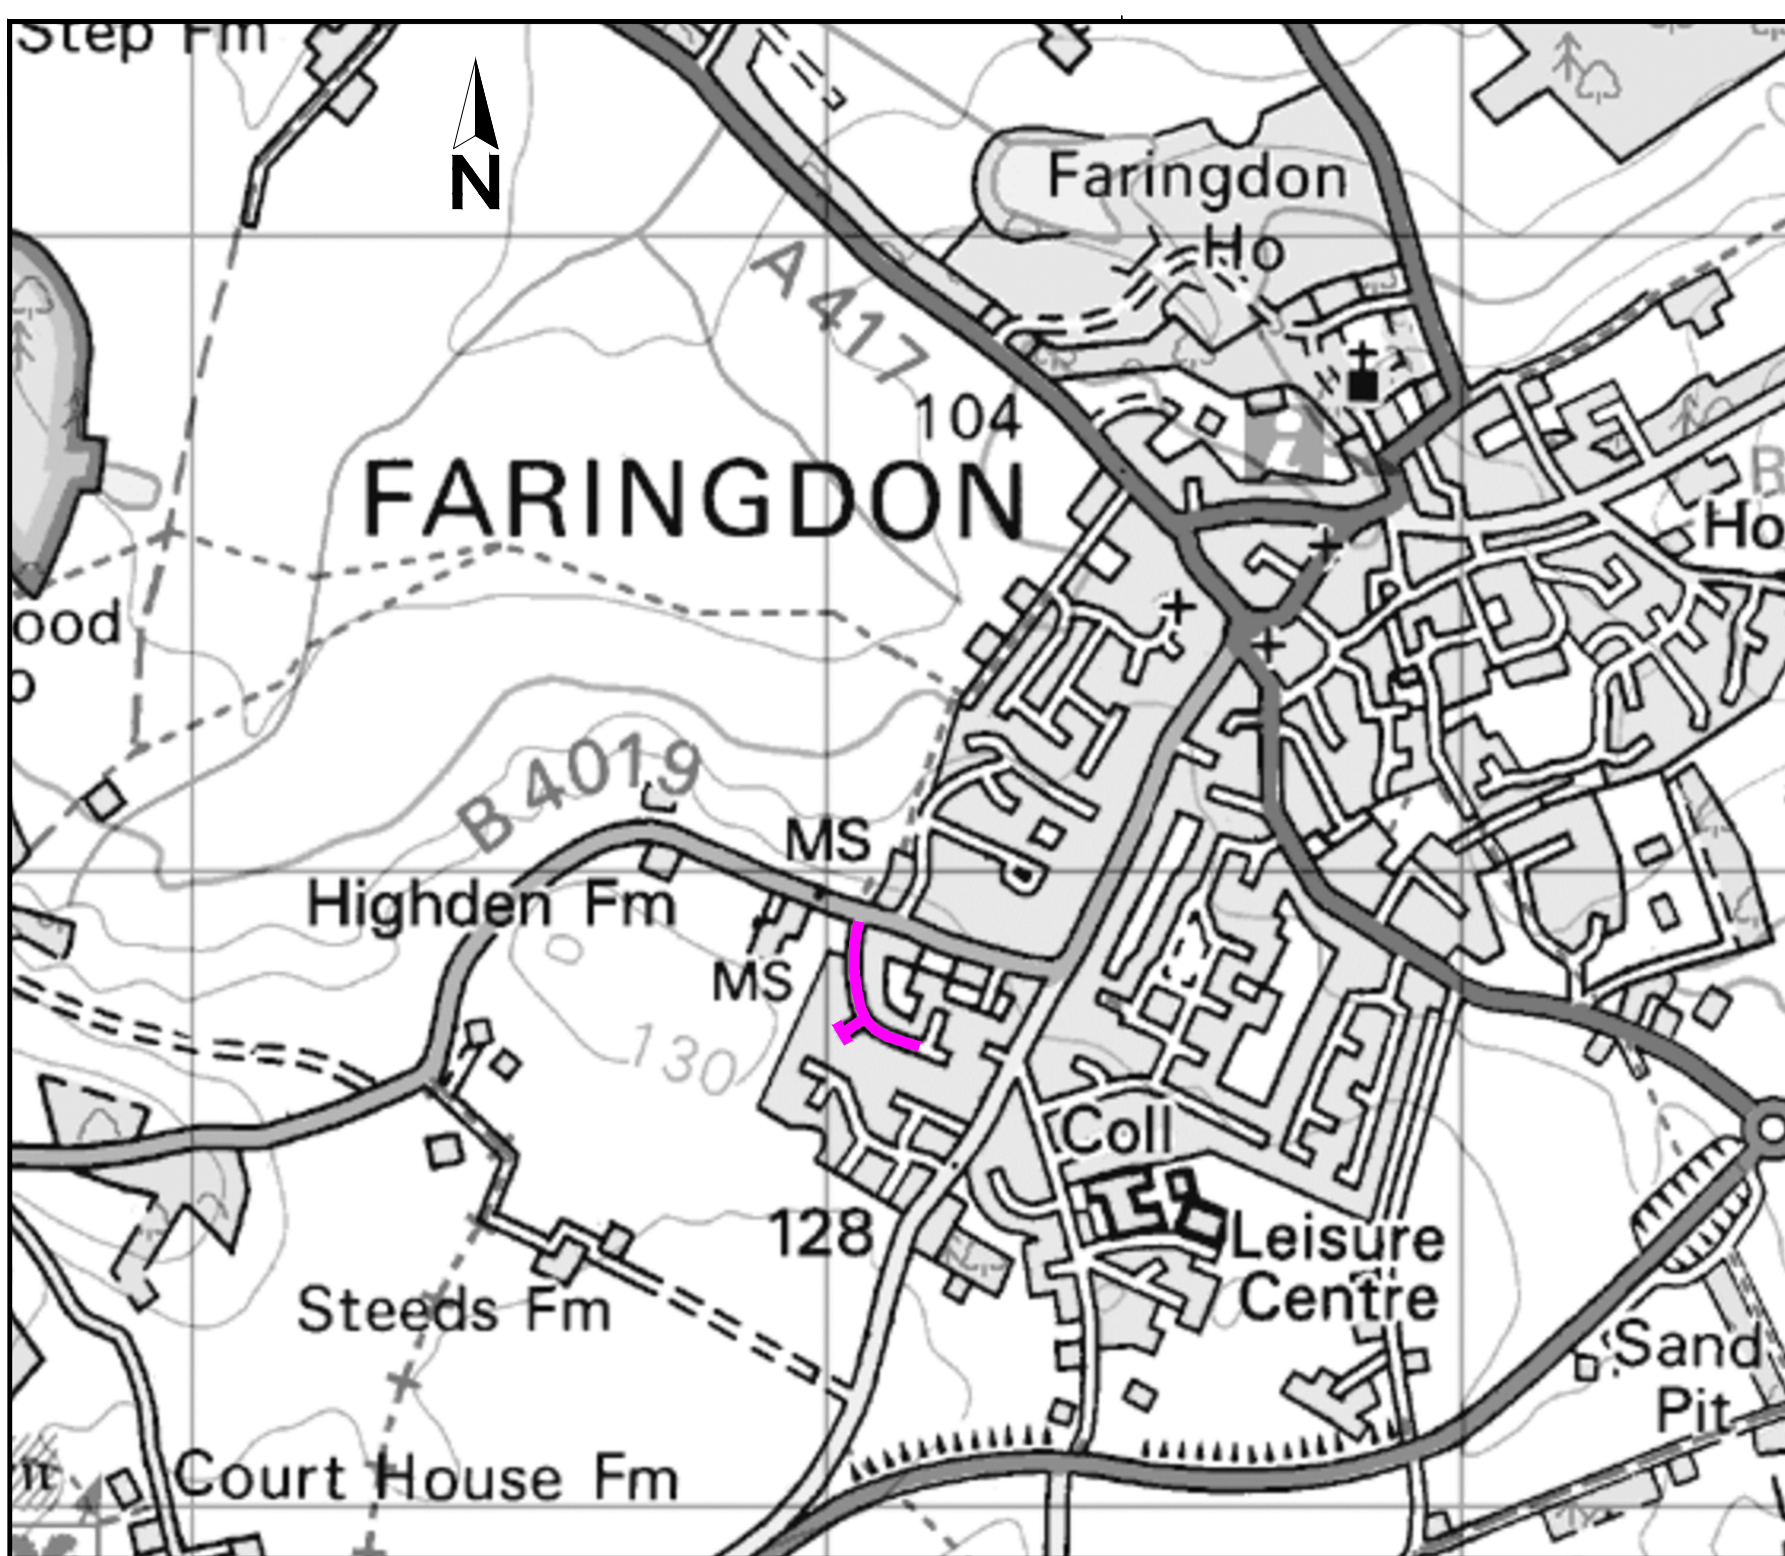 Step Fm
N
Faringdon
Ho
A 417
104
FARINGDON
i
Ho
ood
o
B 4019
MS
Highden Fm
MS
130
Coll
128
Leisure
Centre
Steeds Fm
Sand
Pit
Court House Fm